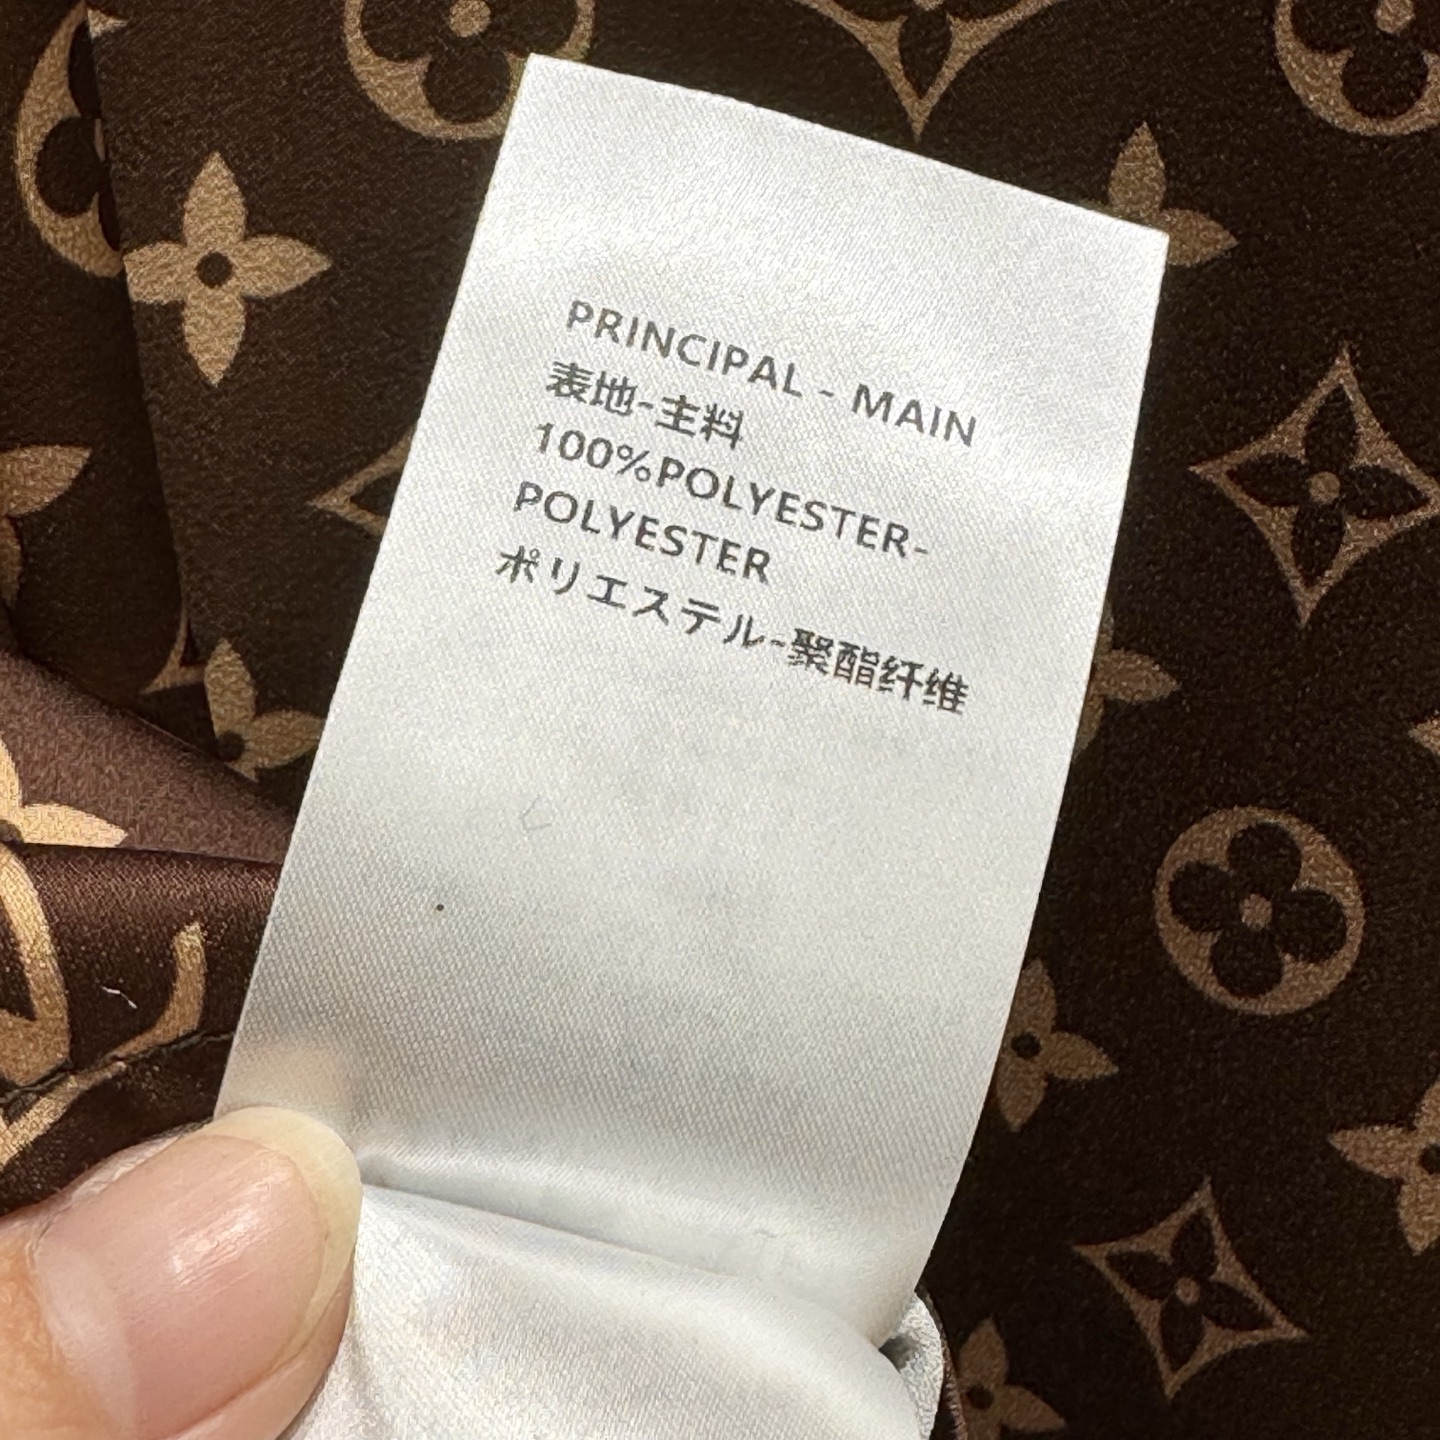 PRINCIPAL - MAIN
表地-主料
100%POLYESTER-
POLYESTER
ポリエステル-聚酯纤维